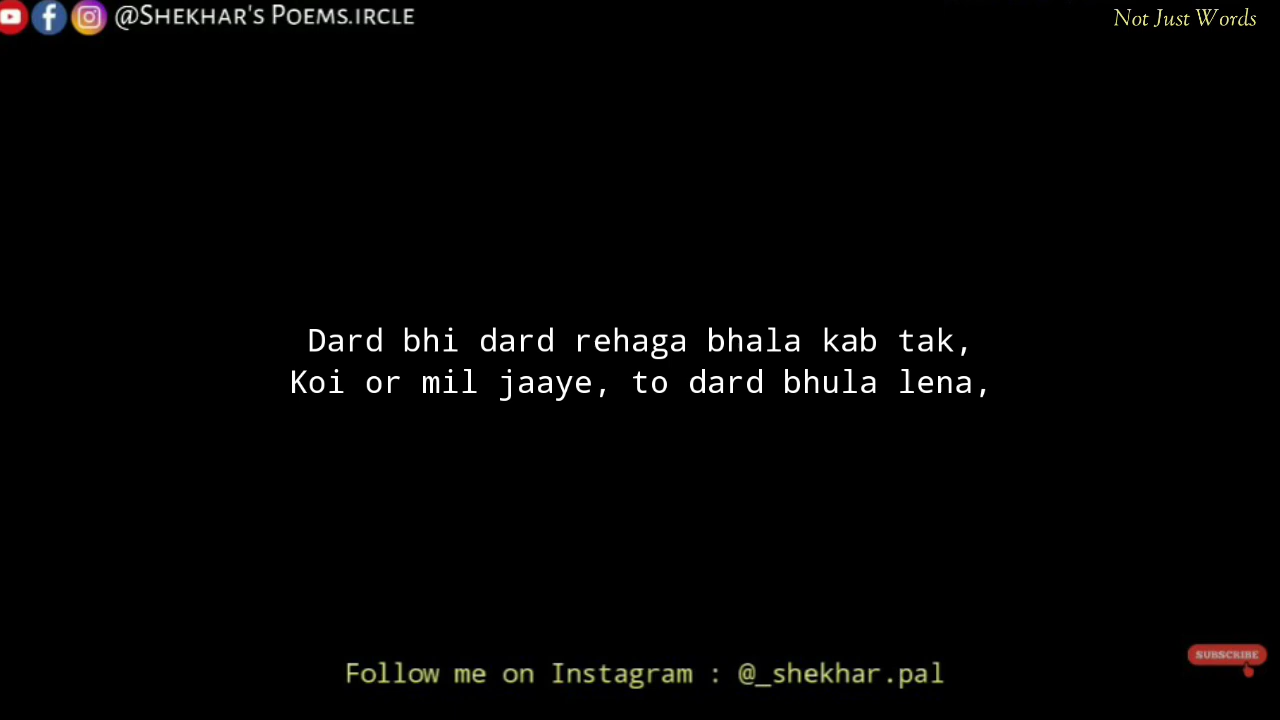 @Shekhar's Poems.ircle
Not Just Words
Dard bhi dard rehaga bhala kab tak,
Koi or mil jaaye, to dard bhula lena,
SUBSCRIBE
Follow me on Instagram : @_shekhar.pal